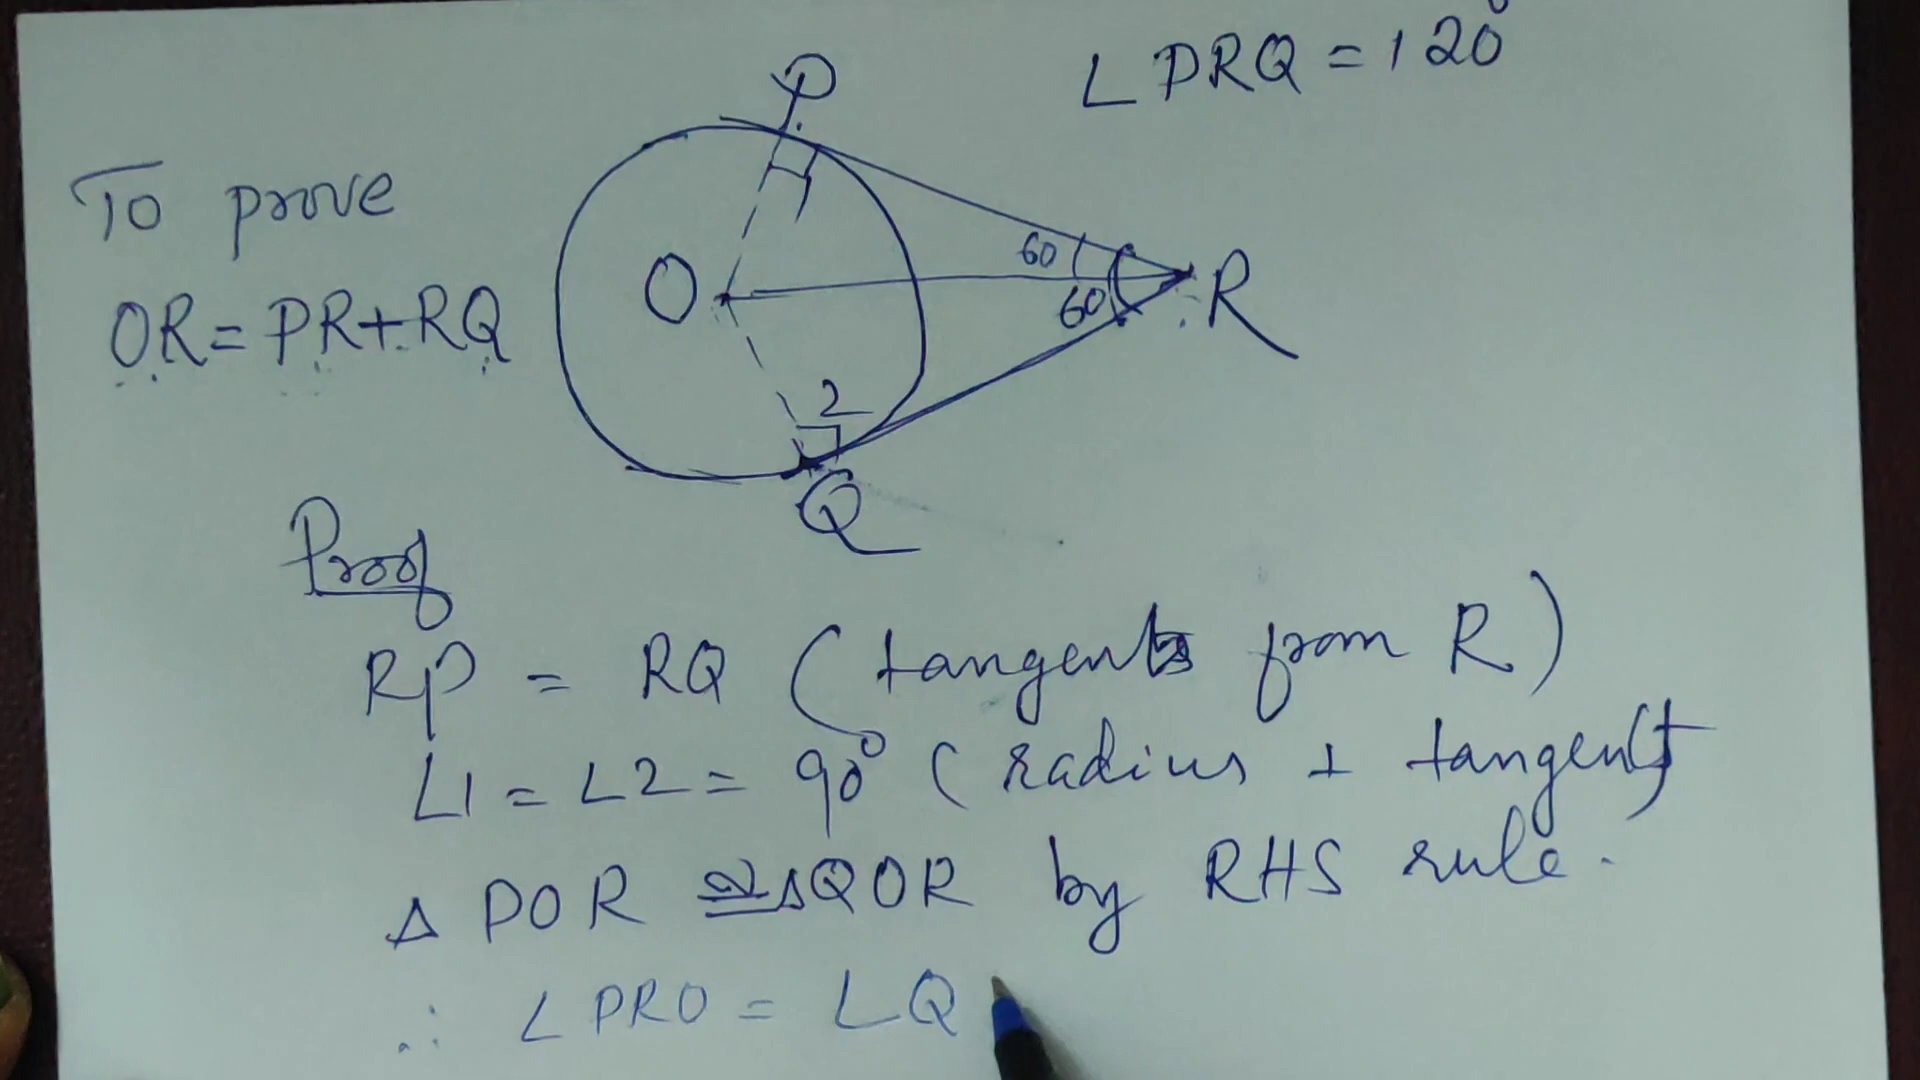 ∠PRQ = 120°
P
To prove
OR = PR + RQ
O
60
60
R
2
Q
Proof
RP = RQ (tangents from R)
∠1 = ∠2 = 90° (radius ⊥ tangent)
△ POR ≅ △QOR by RHS rule.
∴ ∠PRO = ∠Q